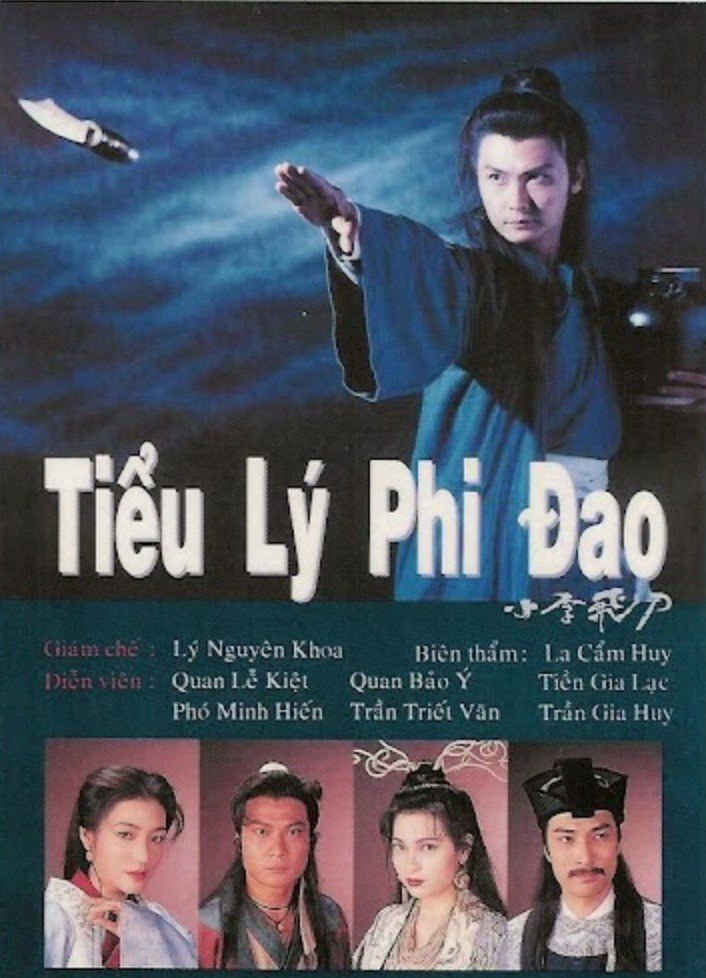 Tiểu Lý Phi Đao
小李飛刀
Giám chế : Lý Nguyên Khoa Biên thẩm : La Cẩm Huy
Diễn viên : Quan Lễ Kiệt Quan Bảo Ý Tiền Gia Lạc
Phó Minh Hiến Trần Triết Văn Trần Gia Huy